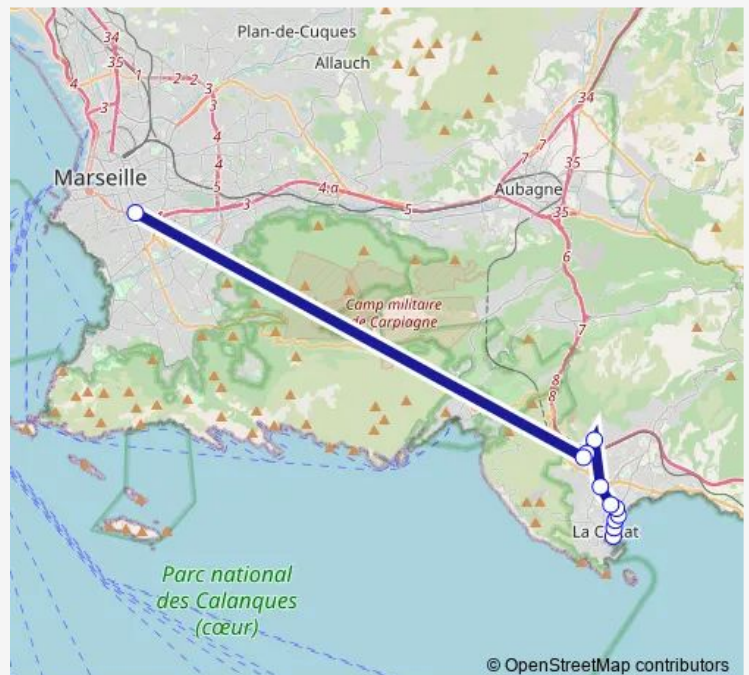 Plan-de-Cuques
Allauch
34
35
1
2
2
3
4
3
3
34
4
7
7
4
35
Marseille
5
4;a
Aubagne
3
5
35
6
Camp militaire
de Carpiagne
7
8
8
La C at
Parc national
des Calanques
(cœur)
© OpenStreetMap contributors